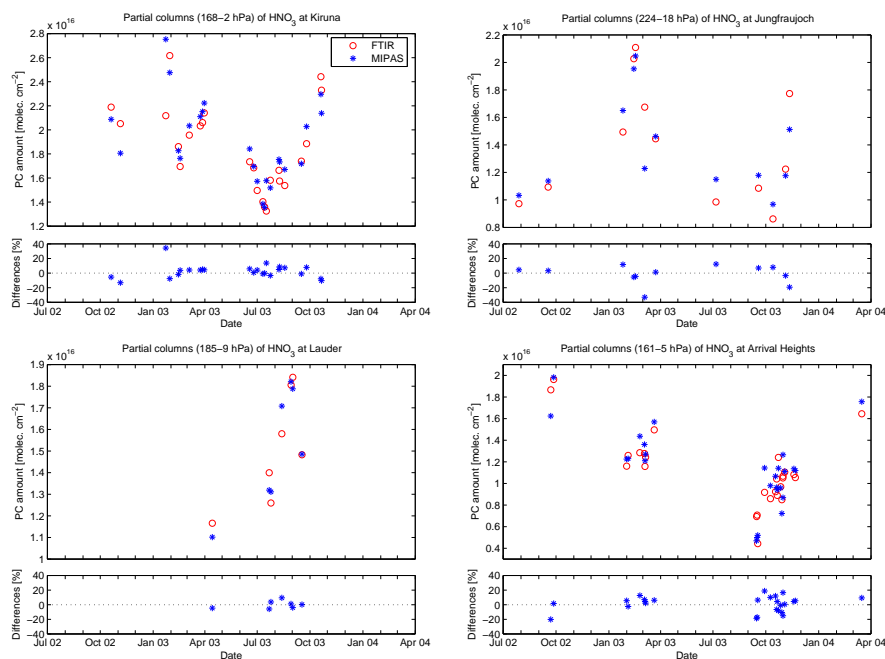 Partial columns (168−2 hPa) of HNO3 at Kiruna
x 10^16
2.8
2.6
2.4
2.2
2
1.8
1.6
1.4
1.2
PC amount [molec. cm−2]
FTIR
MIPAS
40
20
0
−20
−40
Differences [%]
Jul 02 Oct 02 Jan 03 Apr 03 Jul 03 Oct 03 Jan 04 Apr 04
Date
Partial columns (224−18 hPa) of HNO3 at Jungfraujoch
x 10^16
2.2
2
1.8
1.6
1.4
1.2
1
0.8
PC amount [molec. cm−2]
40
20
0
−20
−40
Differences [%]
Jul 02 Oct 02 Jan 03 Apr 03 Jul 03 Oct 03 Jan 04 Apr 04
Date
Partial columns (185−9 hPa) of HNO3 at Lauder
x 10^16
1.9
1.8
1.7
1.6
1.5
1.4
1.3
1.2
1.1
1
PC amount [molec. cm−2]
40
20
0
−20
−40
Differences [%]
Jul 02 Oct 02 Jan 03 Apr 03 Jul 03 Oct 03 Jan 04 Apr 04
Date
Partial columns (161−5 hPa) of HNO3 at Arrival Heights
x 10^16
2
1.8
1.6
1.4
1.2
1
0.8
0.6
0.4
PC amount [molec. cm−2]
40
20
0
−20
−40
Differences [%]
Jul 02 Oct 02 Jan 03 Apr 03 Jul 03 Oct 03 Jan 04 Apr 04
Date